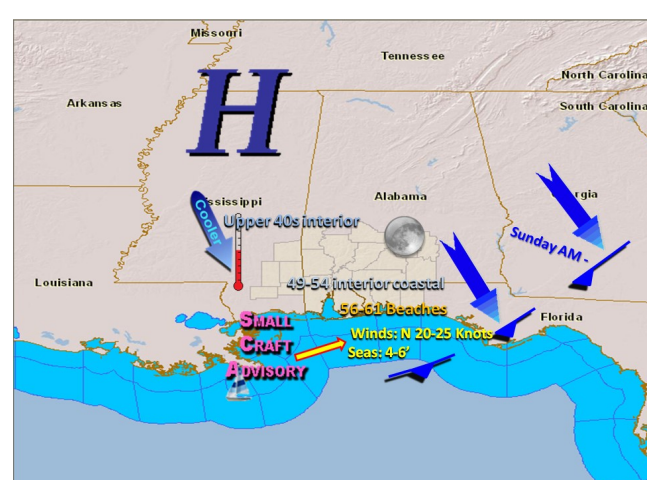 Missouri
Tennessee
North Carolina
Arkansas
South Carolina
H
ssissippi
Alabama
rgia
Cooler
Upper 40s interior
Sunday AM -
Louisiana
49-54 interior coastal
56-61 Beaches
Florida
Small
Craft
Advisory
Winds: N 20-25 Knots
Seas: 4-6'